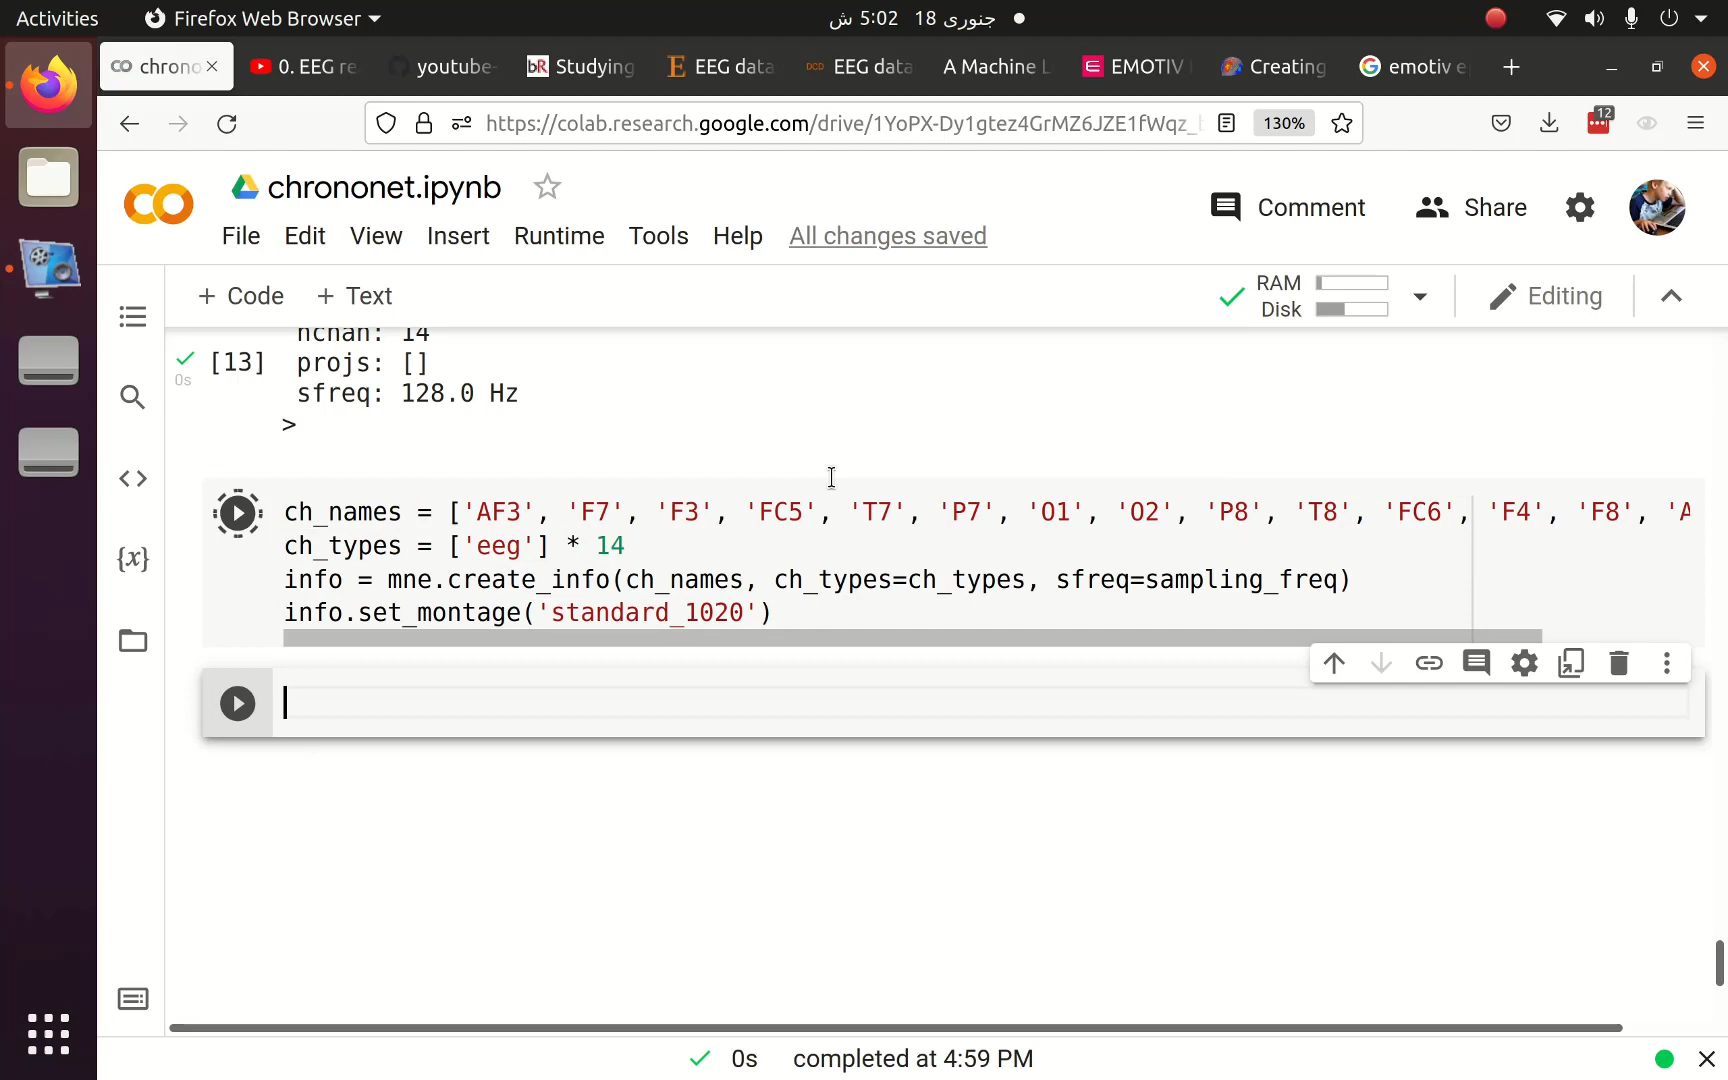 Activities
Firefox Web Browser
18 جنوری 5:02 ش
chrono
0. EEG re
youtube-
bR Studying
E EEG data
DCD EEG data
A Machine L
EMOTIV
Creating
G emotiv e
https://colab.research.google.com/drive/1YoPX-Dy1gtez4GrMZ6JZE1fWqz_
130%
12
chrononet.ipynb
Comment
Share
File Edit View Insert Runtime Tools Help All changes saved
+ Code + Text
RAM
Disk
Editing
nchan: 14
[13] projs: []
0s
sfreq: 128.0 Hz
>
ch_names = ['AF3', 'F7', 'F3', 'FC5', 'T7', 'P7', 'O1', 'O2', 'P8', 'T8', 'FC6', 'F4', 'F8', 'A
ch_types = ['eeg'] * 14
info = mne.create_info(ch_names, ch_types=ch_types, sfreq=sampling_freq)
info.set_montage('standard_1020')
{x}
0s completed at 4:59 PM